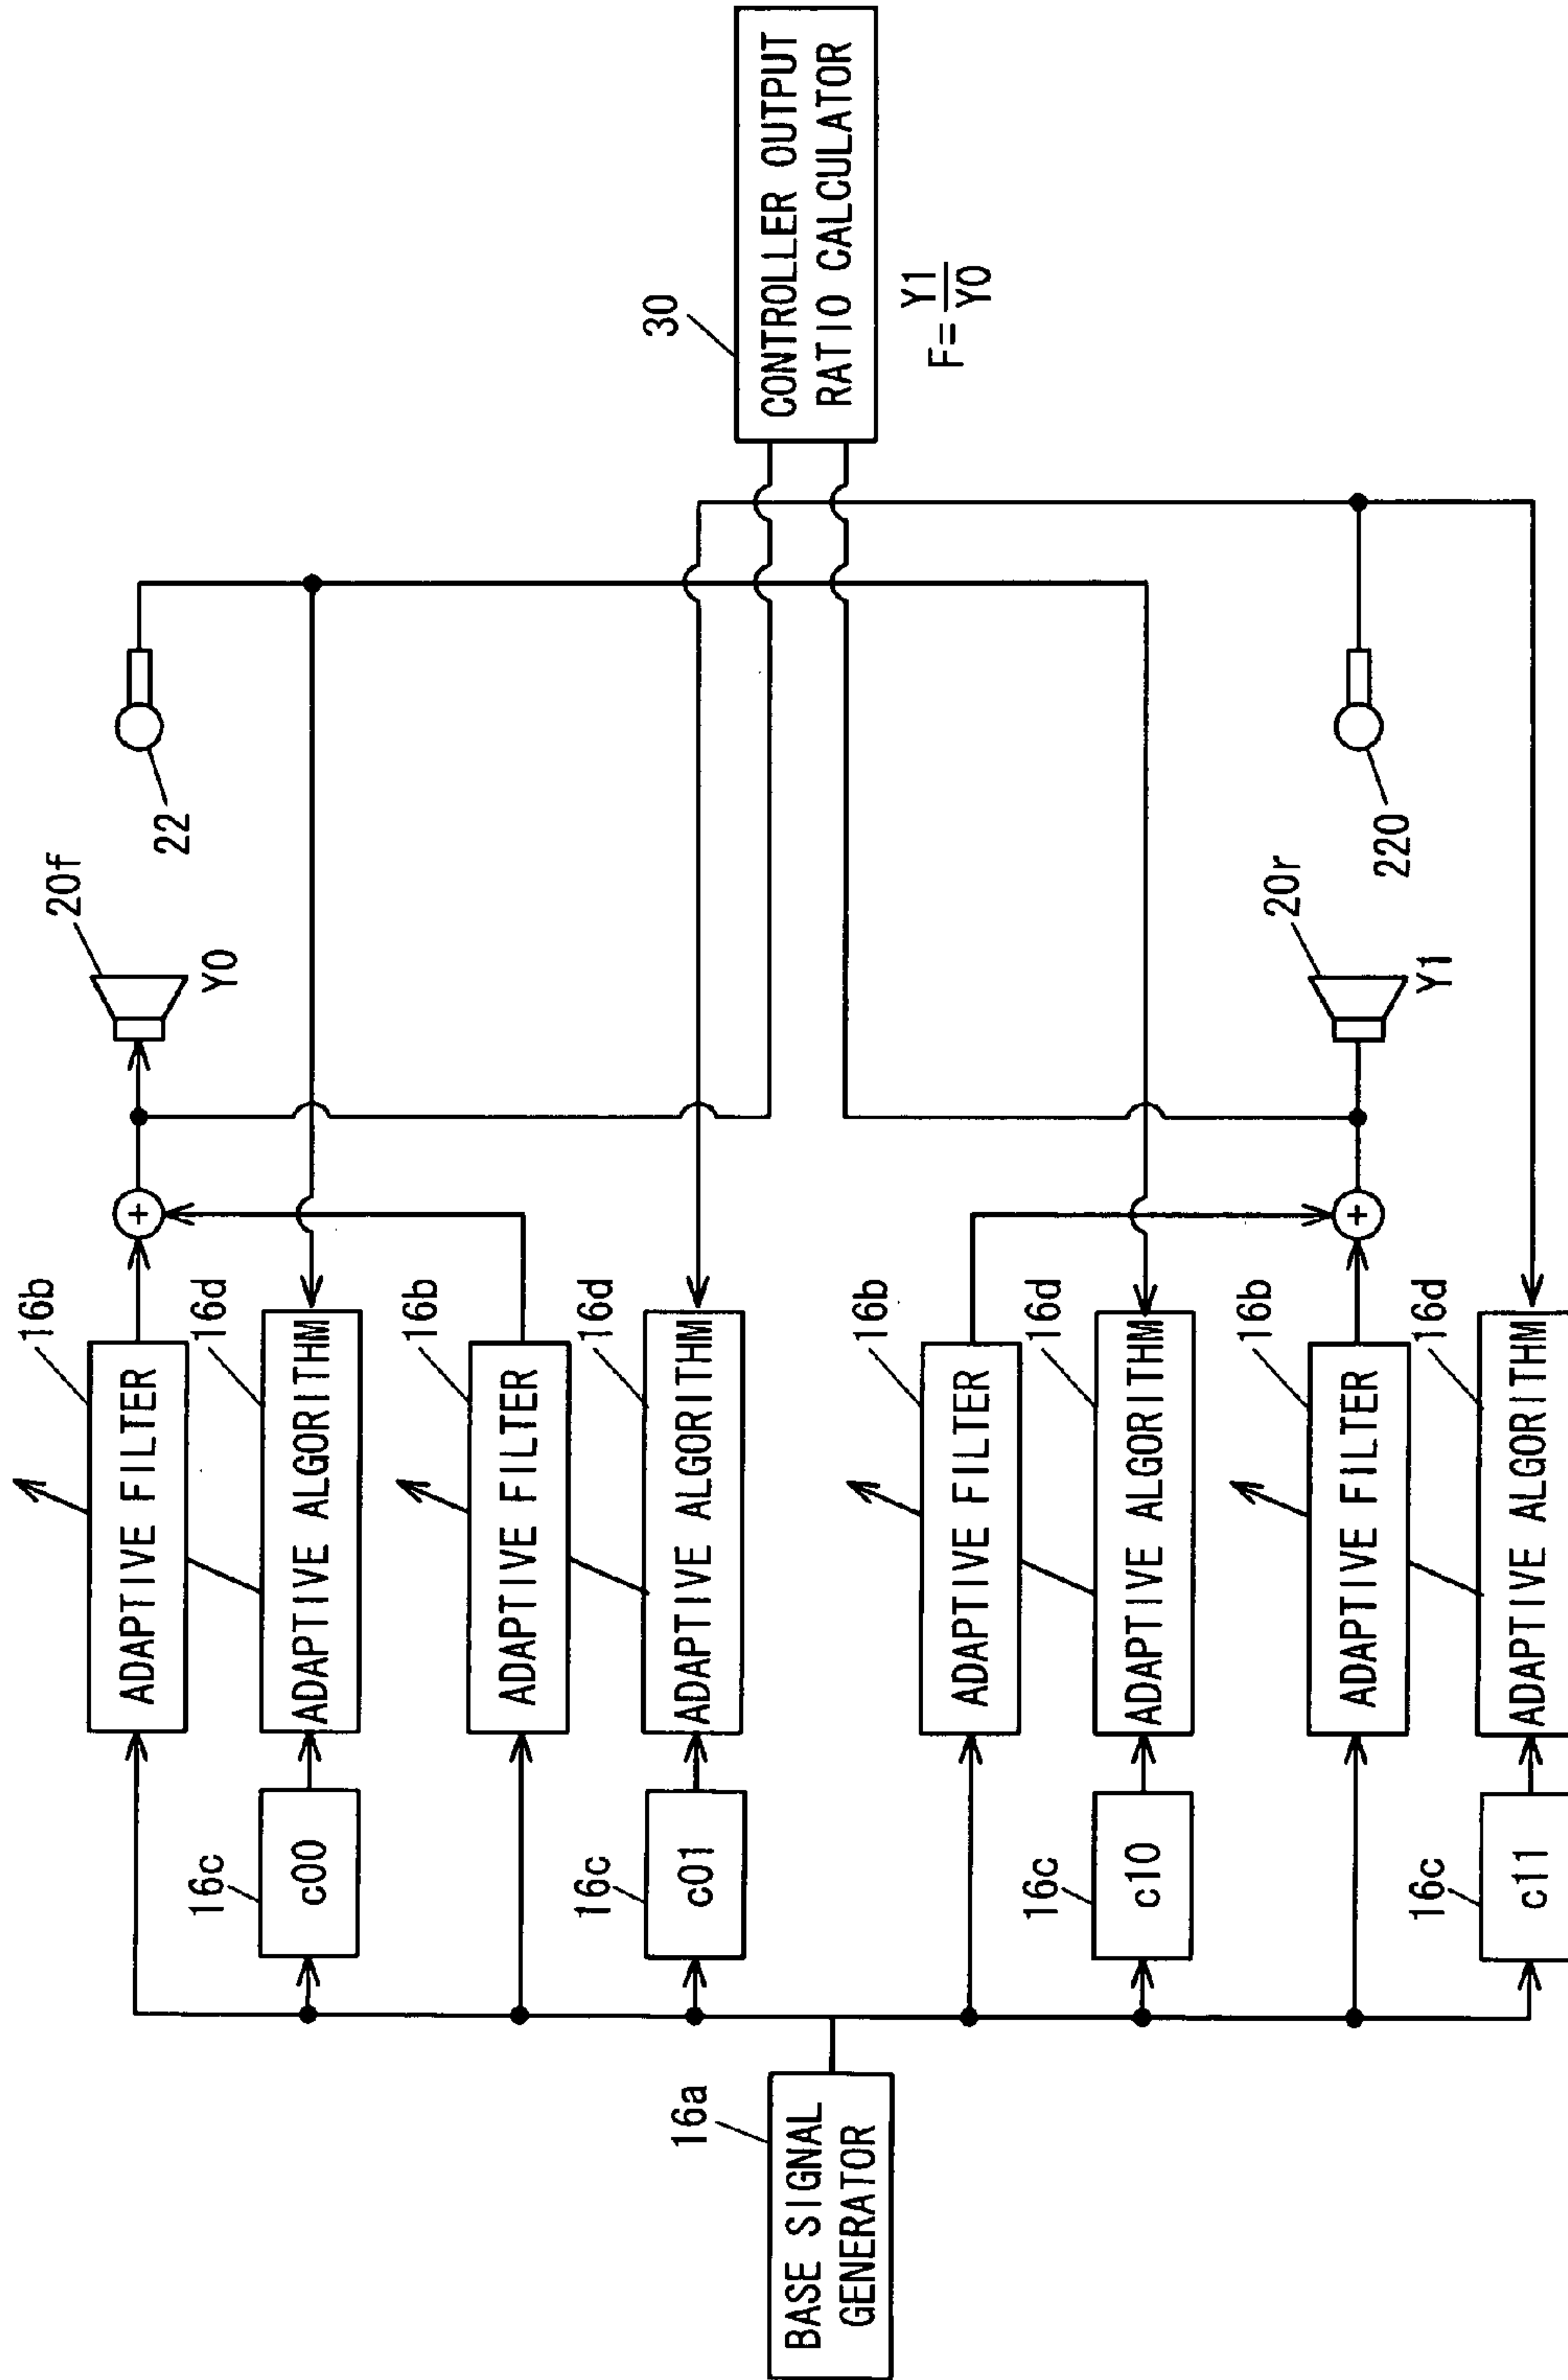 16a
BASE SIGNAL
GENERATOR
16b
ADAPTIVE FILTER
16c
c00
16d
ADAPTIVE ALGORITHM
16b
ADAPTIVE FILTER
16c
c01
16d
ADAPTIVE ALGORITHM
16b
ADAPTIVE FILTER
16c
c10
16d
ADAPTIVE ALGORITHM
16b
ADAPTIVE FILTER
16c
c11
16d
ADAPTIVE ALGORITHM
+
+
20f
Y0
20r
Y1
22
220
30
CONTROLLER OUTPUT
RATIO CALCULATOR
F=Y1/Y0